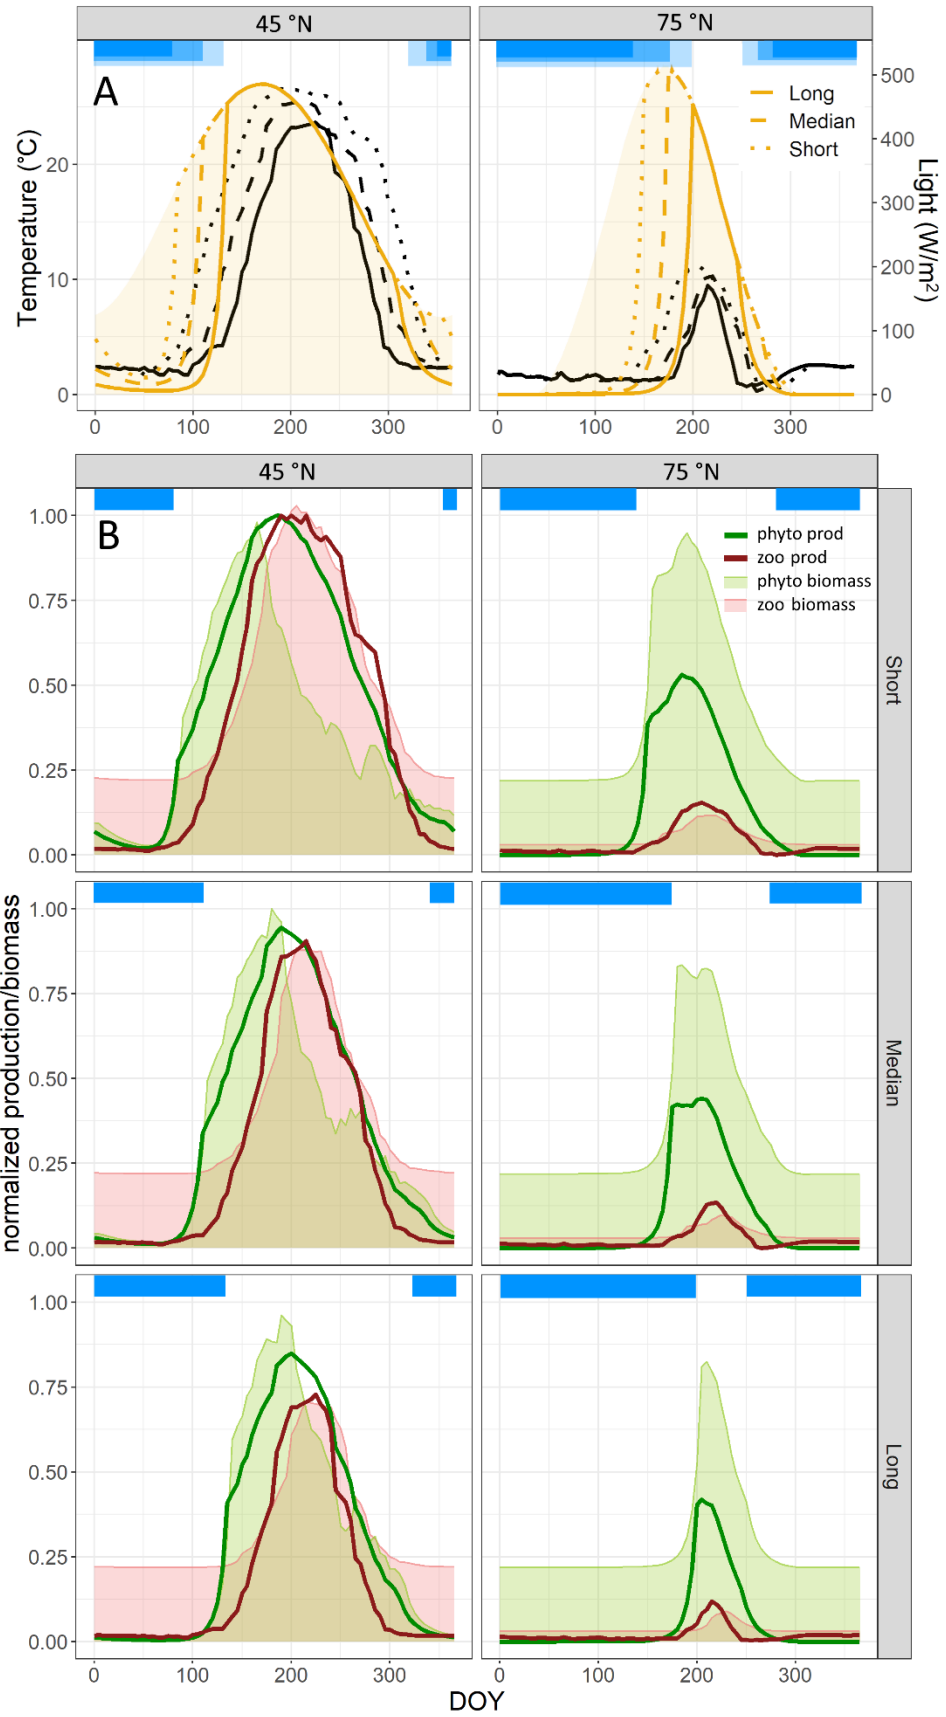 45 °N
75 °N
A
Temperature (°C)
20
10
0
0
100
200
300
0
100
200
300
500
400
300
200
100
0
Light (W/m²)
Long
Median
Short
45 °N
75 °N
B
normalized production/biomass
1.00
0.75
0.50
0.25
0.00
phyto prod
zoo prod
phyto biomass
zoo biomass
Short
1.00
0.75
0.50
0.25
0.00
Median
1.00
0.75
0.50
0.25
0.00
Long
0
100
200
300
0
100
200
300
DOY